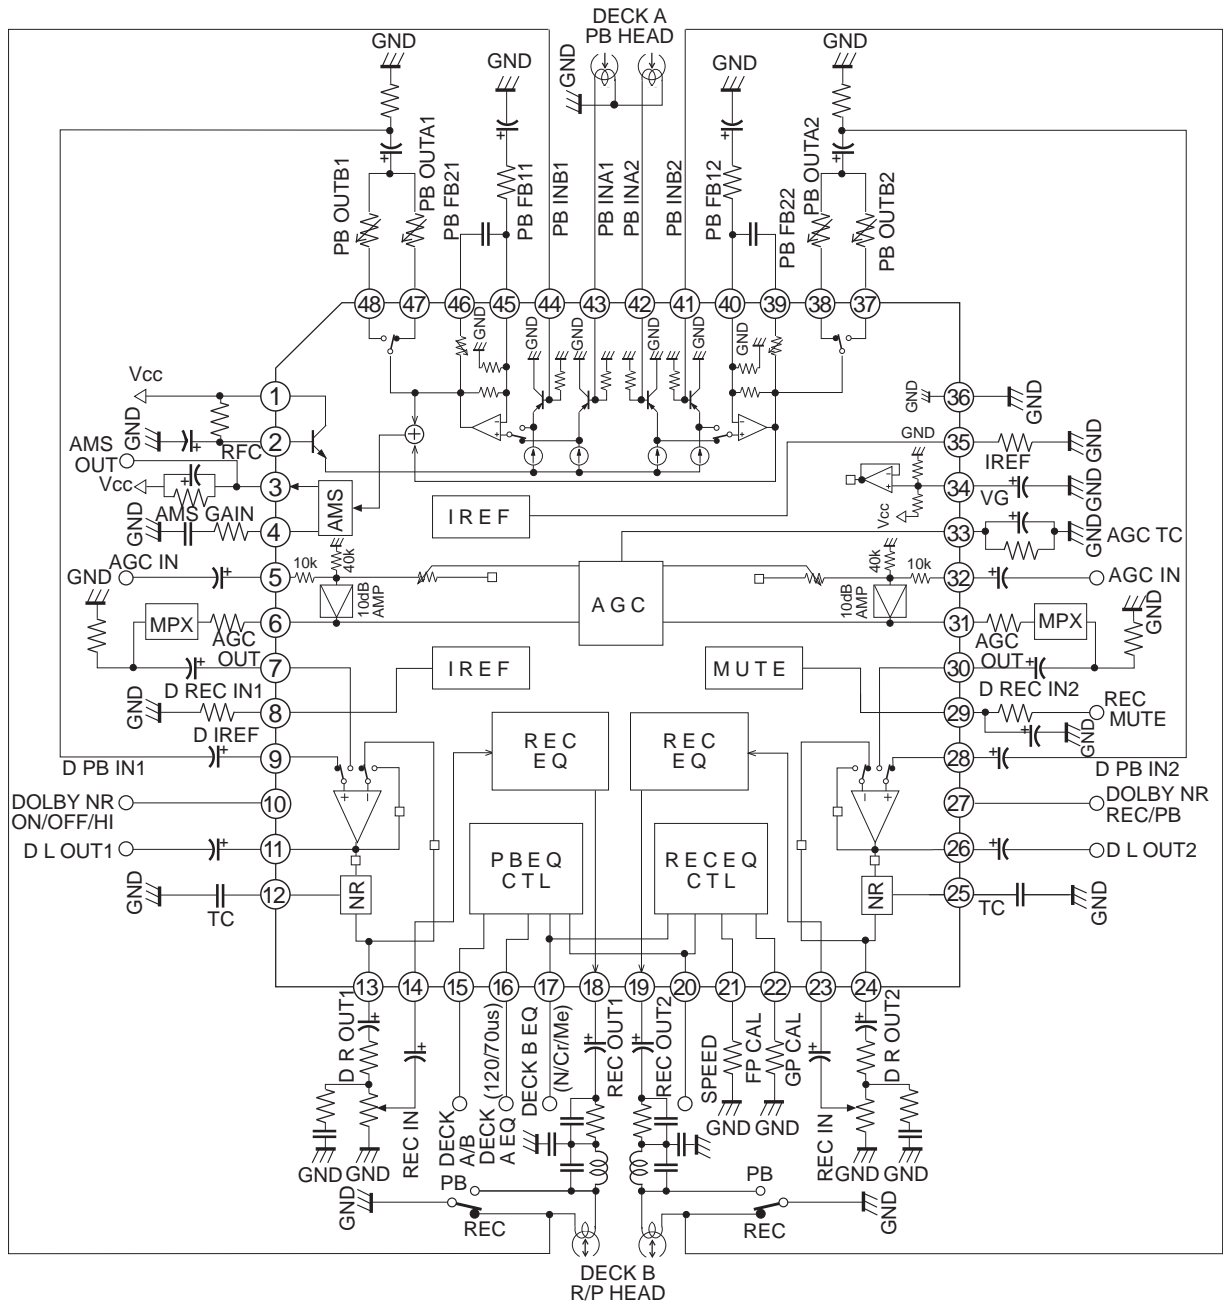 DECK A
PB HEAD
GND
GND
GND
GND
GND
PB OUTB1
PB OUTA1
PB FB21
PB FB11
PB INB1
PB INA1
PB INA2
PB INB2
PB FB12
PB FB22
PB OUTA2
PB OUTB2
48
47
46
45
44
43
42
41
40
39
38
37
GND
GND
GND
GND
GND
GND
Vcc
1
GND
2
RFC
AMS
OUT
Vcc
3
AMS GAIN
GND
4
AMS
AGC IN
GND
5
10k
40k
10dB
AMP
MPX
6
AGC
OUT
7
D REC IN1
GND
8
D IREF
9
D PB IN1
DOLBY NR
ON/OFF/HI
10
D L OUT1
11
GND
12
TC
NR
IREF
AGC
IREF
MUTE
REC
EQ
REC
EQ
PBEQ
CTL
RECEQ
CTL
GND
36
GND
GND
35
IREF
GND
34
VG
GND
Vcc
33
GND
AGC TC
40k
10k
32
AGC IN
10dB
AMP
31
MPX
GND
AGC
OUT
30
D REC IN2
29
REC
MUTE
GND
28
D PB IN2
27
DOLBY NR
REC/PB
26
D L OUT2
25
TC
GND
NR
13
14
15
16
17
18
19
20
21
22
23
24
D R OUT1
REC IN
DECK
A/B
DECK
A EQ
(120/70us)
DECK B EQ
(N/Cr/Me)
REC OUT1
REC OUT2
SPEED
FP CAL
GP CAL
REC IN
D R OUT2
GND
GND
GND
GND
GND
GND
GND
PB
REC
PB
REC
GND
DECK B
R/P HEAD